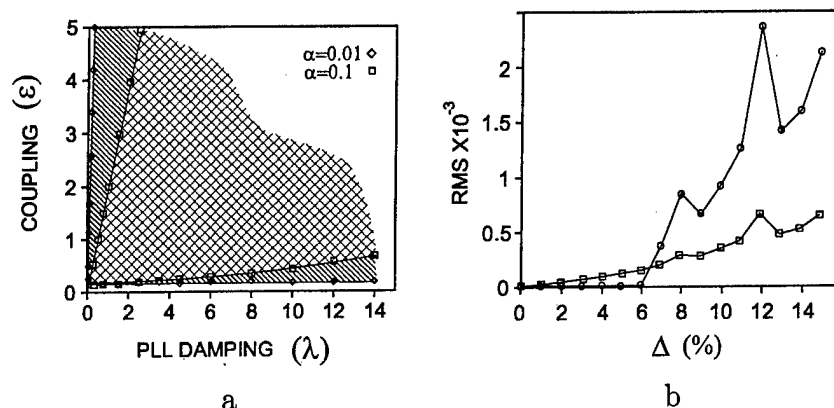 COUPLING (ε)
5
4
3
2
1
0
α=0.01
α=0.1
0 2 4 6 8 10 12 14
PLL DAMPING (λ)
a
RMS X10⁻³
2
1.5
1
0.5
0
0 2 4 6 8 10 12 14
Δ (%)
b